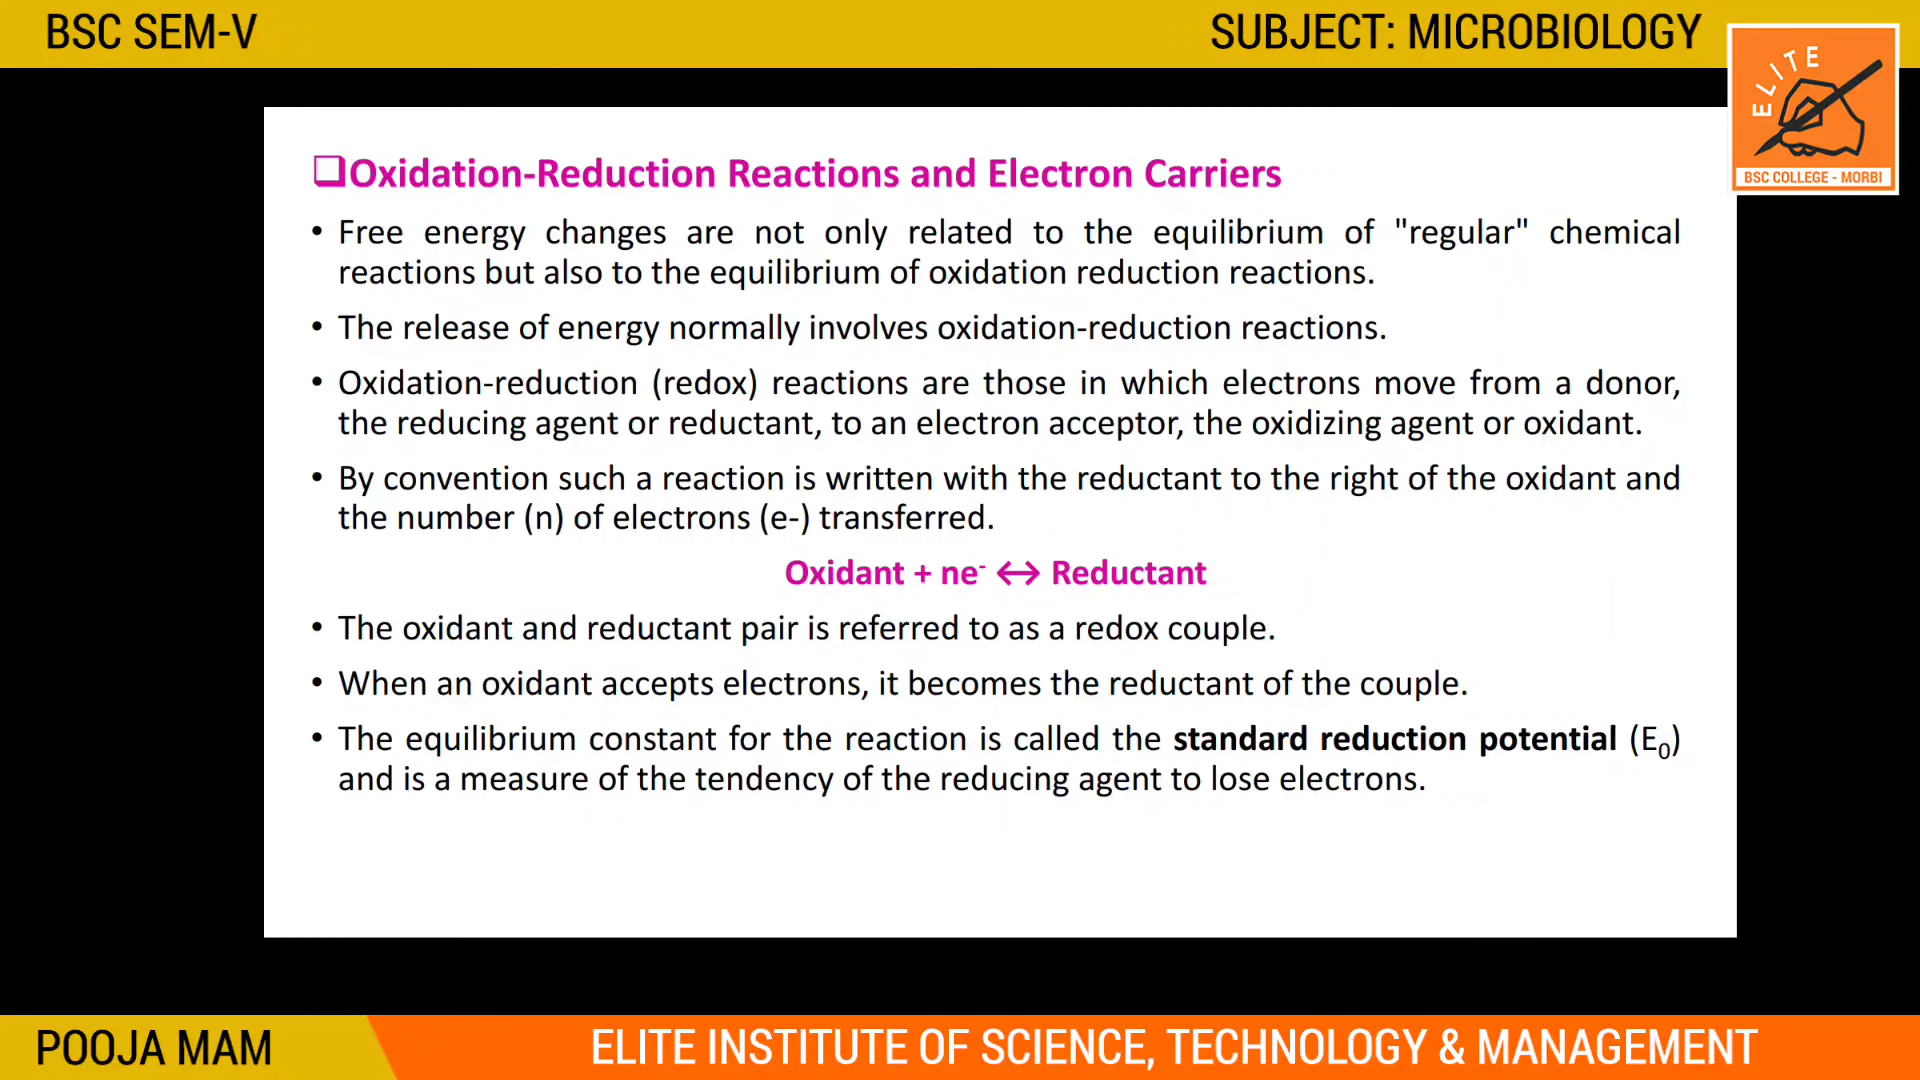 BSC SEM-V
SUBJECT: MICROBIOLOGY
ELITE
BSC COLLEGE - MORBI
❑Oxidation-Reduction Reactions and Electron Carriers
• Free energy changes are not only related to the equilibrium of "regular" chemical
reactions but also to the equilibrium of oxidation reduction reactions.
• The release of energy normally involves oxidation-reduction reactions.
• Oxidation-reduction (redox) reactions are those in which electrons move from a donor,
the reducing agent or reductant, to an electron acceptor, the oxidizing agent or oxidant.
• By convention such a reaction is written with the reductant to the right of the oxidant and
the number (n) of electrons (e-) transferred.
Oxidant + ne⁻ ↔ Reductant
• The oxidant and reductant pair is referred to as a redox couple.
• When an oxidant accepts electrons, it becomes the reductant of the couple.
• The equilibrium constant for the reaction is called the standard reduction potential (E₀)
and is a measure of the tendency of the reducing agent to lose electrons.
POOJA MAM
ELITE INSTITUTE OF SCIENCE, TECHNOLOGY & MANAGEMENT